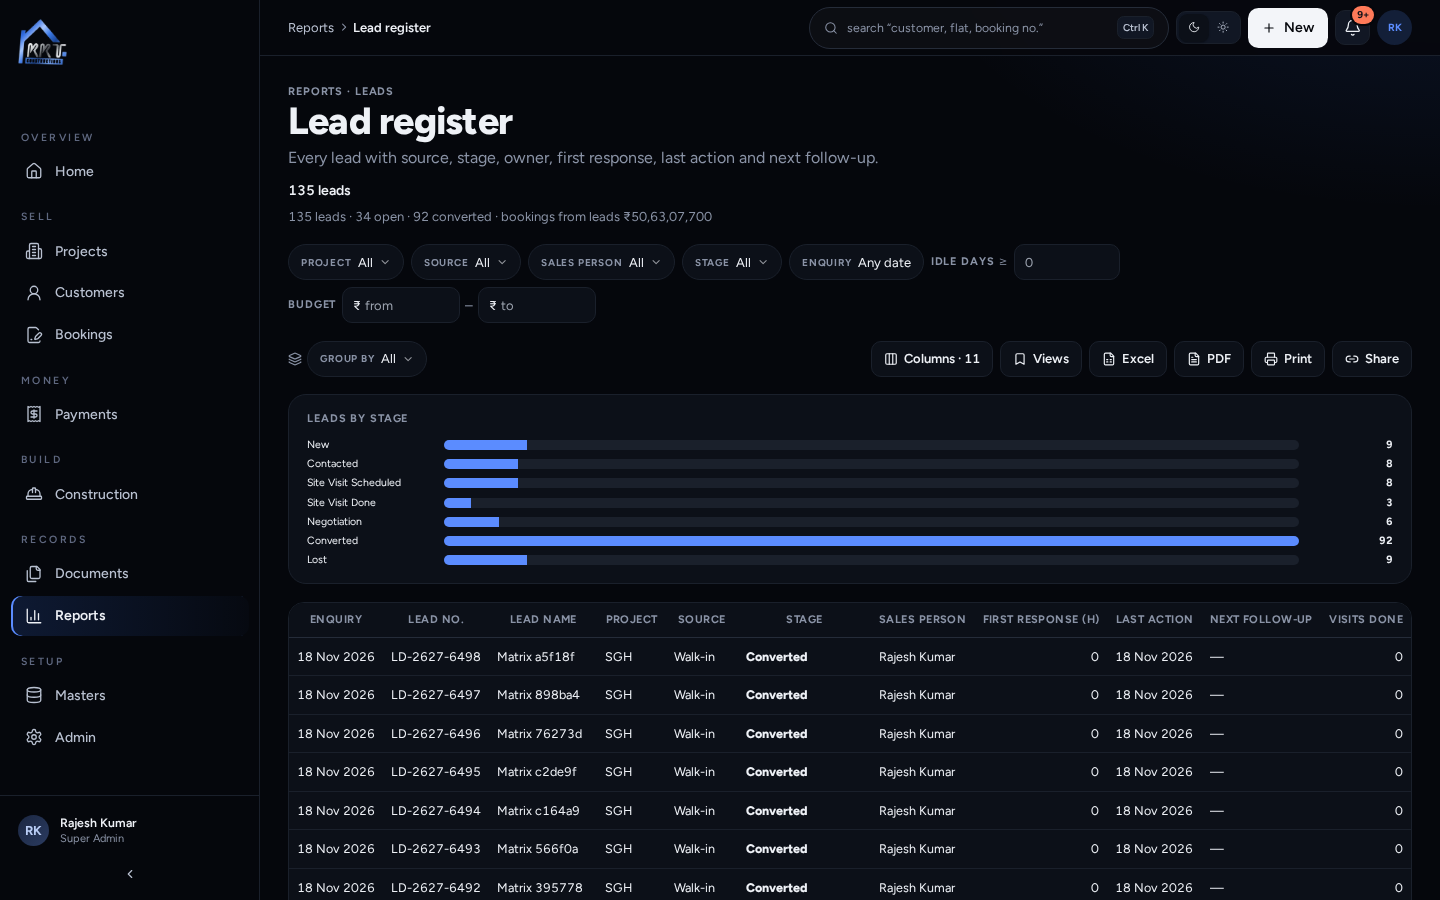 Reports > Lead register
search “customer, flat, booking no.”
Ctrl K
New
9+
RK
OVERVIEW
Home
SELL
Projects
Customers
Bookings
MONEY
Payments
BUILD
Construction
RECORDS
Documents
Reports
SETUP
Masters
Admin
RK
Rajesh Kumar
Super Admin
REPORTS · LEADS
Lead register
Every lead with source, stage, owner, first response, last action and next follow-up.
135 leads
135 leads · 34 open · 92 converted · bookings from leads ₹50,63,07,700
PROJECT All SOURCE All SALES PERSON All STAGE All ENQUIRY Any date IDLE DAYS ≥ 0
BUDGET ₹ from – ₹ to
GROUP BY All
Columns · 11 Views Excel PDF Print Share
LEADS BY STAGE
New 9
Contacted 8
Site Visit Scheduled 8
Site Visit Done 3
Negotiation 6
Converted 92
Lost 9
ENQUIRY LEAD NO. LEAD NAME PROJECT SOURCE STAGE SALES PERSON FIRST RESPONSE (H) LAST ACTION NEXT FOLLOW-UP VISITS DONE
18 Nov 2026 LD-2627-6498 Matrix a5f18f SGH Walk-in Converted Rajesh Kumar 0 18 Nov 2026 — 0
18 Nov 2026 LD-2627-6497 Matrix 898ba4 SGH Walk-in Converted Rajesh Kumar 0 18 Nov 2026 — 0
18 Nov 2026 LD-2627-6496 Matrix 76273d SGH Walk-in Converted Rajesh Kumar 0 18 Nov 2026 — 0
18 Nov 2026 LD-2627-6495 Matrix c2de9f SGH Walk-in Converted Rajesh Kumar 0 18 Nov 2026 — 0
18 Nov 2026 LD-2627-6494 Matrix c164a9 SGH Walk-in Converted Rajesh Kumar 0 18 Nov 2026 — 0
18 Nov 2026 LD-2627-6493 Matrix 566f0a SGH Walk-in Converted Rajesh Kumar 0 18 Nov 2026 — 0
18 Nov 2026 LD-2627-6492 Matrix 395778 SGH Walk-in Converted Rajesh Kumar 0 18 Nov 2026 — 0